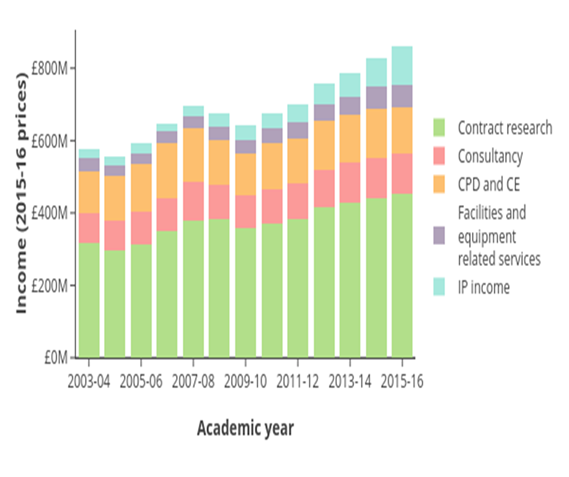 Income (2015-16 prices)
£800M
£600M
£400M
£200M
£0M
2003-04 2005-06 2007-08 2009-10 2011-12 2013-14 2015-16
Academic year
Contract research
Consultancy
CPD and CE
Facilities and
equipment
related services
IP income